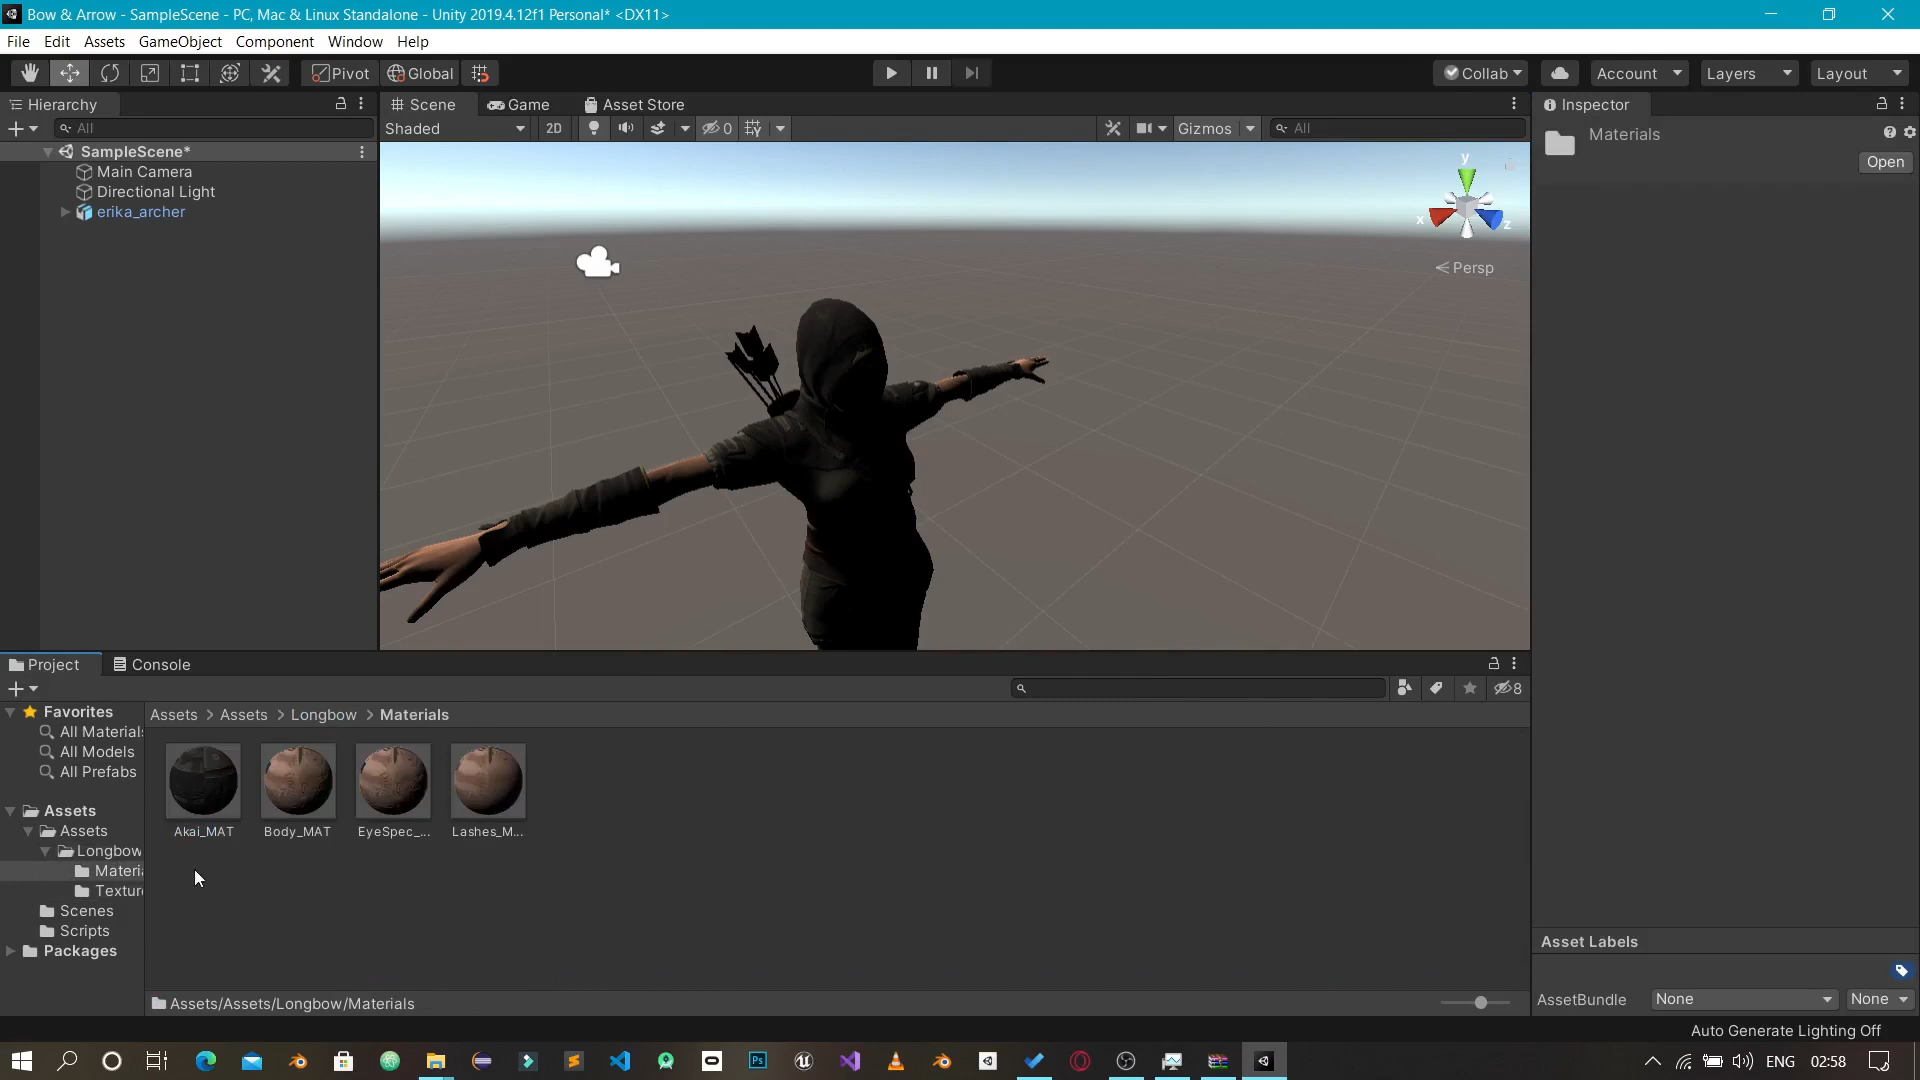 Bow & Arrow - SampleScene - PC, Mac & Linux Standalone - Unity 2019.4.12f1 Personal* <DX11>
File Edit Assets GameObject Component Window Help
Pivot Global Collab Account Layers Layout
Hierarchy
All
SampleScene*
Main Camera
Directional Light
erika_archer
Scene Game Asset Store
Shaded 2D 0 Gizmos All
y
x
z
Persp
Inspector
Materials
Open
Project Console
8
Favorites
All Materials
All Models
All Prefabs
Assets
Assets
Longbow
Materi
Textur
Scenes
Scripts
Packages
Assets > Assets > Longbow > Materials
Akai_MAT Body_MAT EyeSpec_... Lashes_M...
Assets/Assets/Longbow/Materials
Asset Labels
AssetBundle None None
Auto Generate Lighting Off
Ps
ENG 02:58